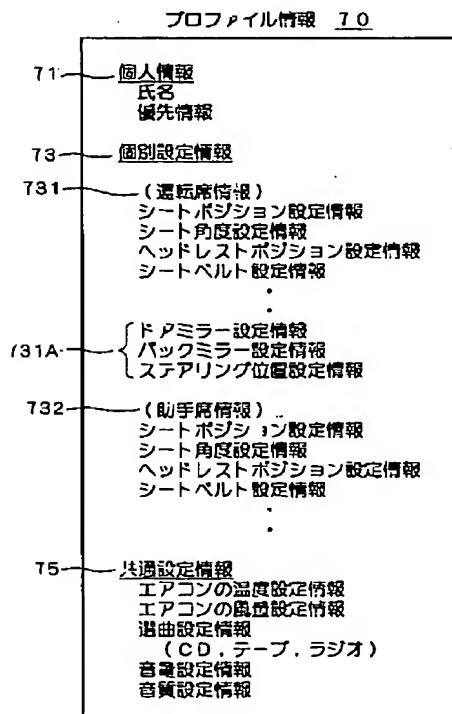 プロファイル情報 70
71 個人情報
氏名
優先情報
73 個別設定情報
731 (運転席情報)
シートポジション設定情報
シート角度設定情報
ヘッドレストポジション設定情報
シートベルト設定情報
ドアミラー設定情報
731A バックミラー設定情報
ステアリング位置設定情報
732 (助手席情報)
シートポジション設定情報
シート角度設定情報
ヘッドレストポジション設定情報
シートベルト設定情報
75 共通設定情報
エアコンの温度設定情報
エアコンの風量設定情報
選曲設定情報
(CD.テープ.ラジオ)
音量設定情報
音質設定情報